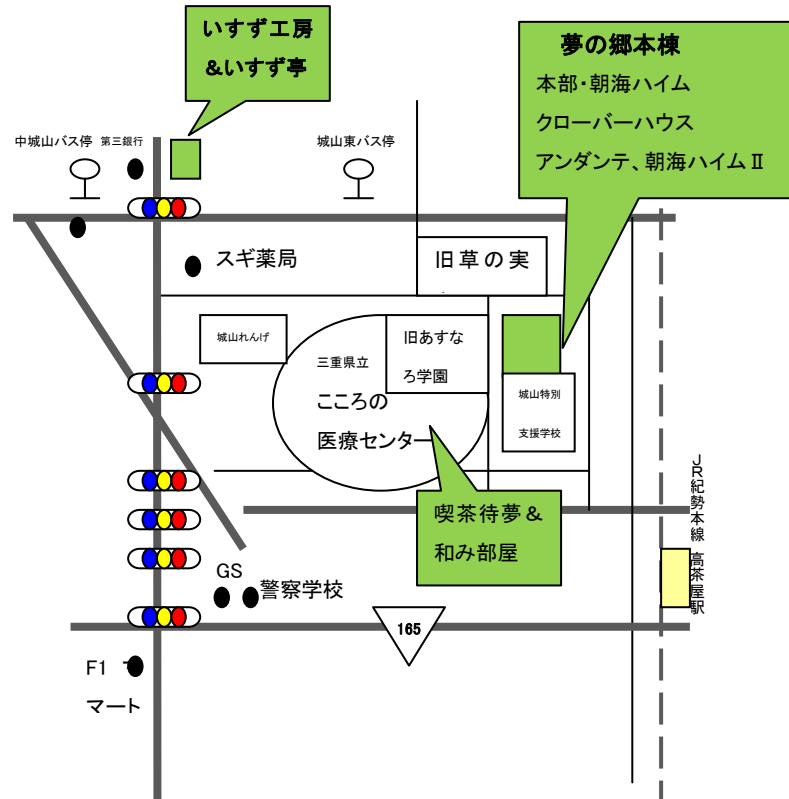 いすず工房
&いすず亭
夢の郷本棟
本部・朝海ハイム
クローバーハウス
アンダンテ、朝海ハイムⅡ
中城山バス停
第三銀行
城山東バス停
スギ薬局
旧草の実
城山れんげ
三重県立
こころの
医療センター
旧あすな
ろ学園
城山特別
支援学校
喫茶待夢&
和み部屋
JR紀勢本線
高茶屋駅
GS
警察学校
165
F1
マート